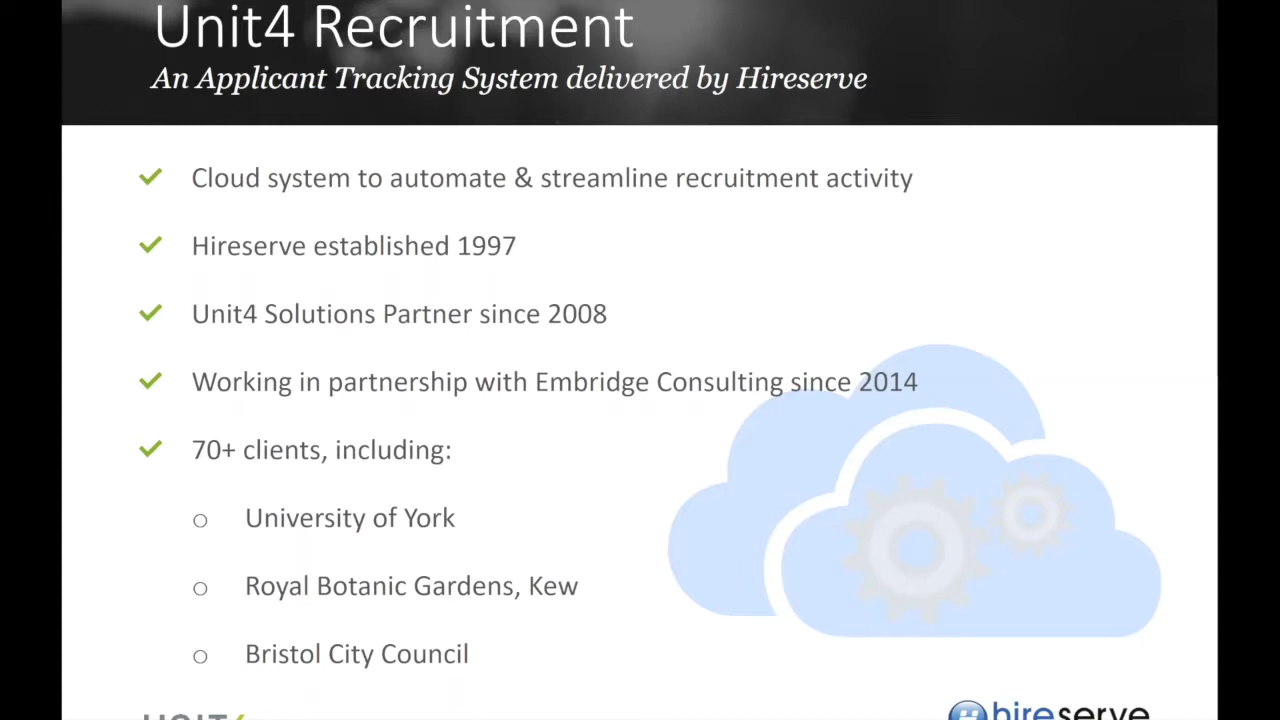 Unit4 Recruitment
An Applicant Tracking System delivered by Hireserve
Cloud system to automate & streamline recruitment activity
Hireserve established 1997
Unit4 Solutions Partner since 2008
Working in partnership with Embridge Consulting since 2014
70+ clients, including:
University of York
Royal Botanic Gardens, Kew
Bristol City Council
UNIT4
hireserve